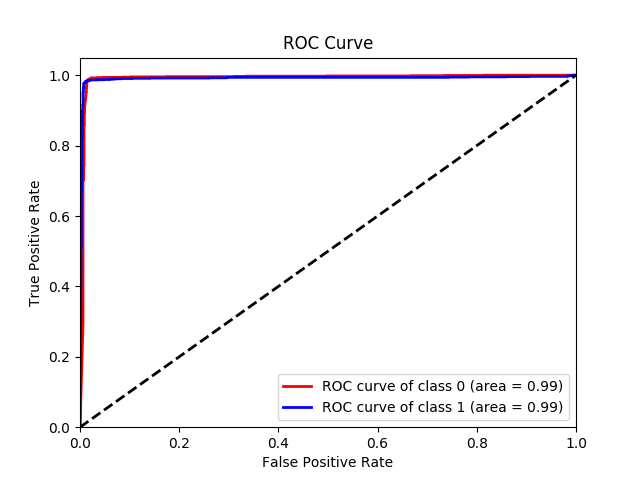 ROC Curve
1.0
0.8
0.6
0.4
0.2
0.0
True Positive Rate
ROC curve of class 0 (area = 0.99)
ROC curve of class 1 (area = 0.99)
0.0 0.2 0.4 0.6 0.8 1.0
False Positive Rate